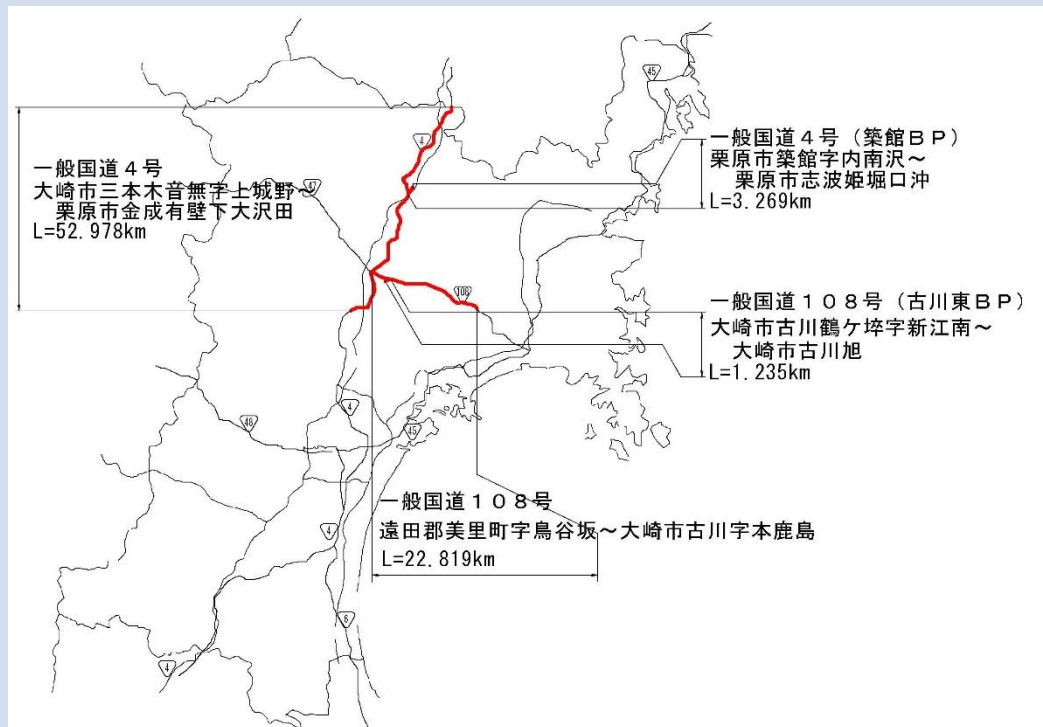 45
4
一般国道4号
大崎市三本木音無字上城野～
栗原市金成有壁下大沢田
L=52.978km
47
一般国道4号(築館BP)
栗原市築館字内南沢～
栗原市志波姫堀口沖
L=3.269km
108
一般国道108号(古川東BP)
大崎市古川鶴ケ埣字新江南～
大崎市古川旭
L=1.235km
4
48
45
一般国道108号
遠田郡美里町字鳥谷坂～大崎市古川字本鹿島
L=22.819km
4
6
4